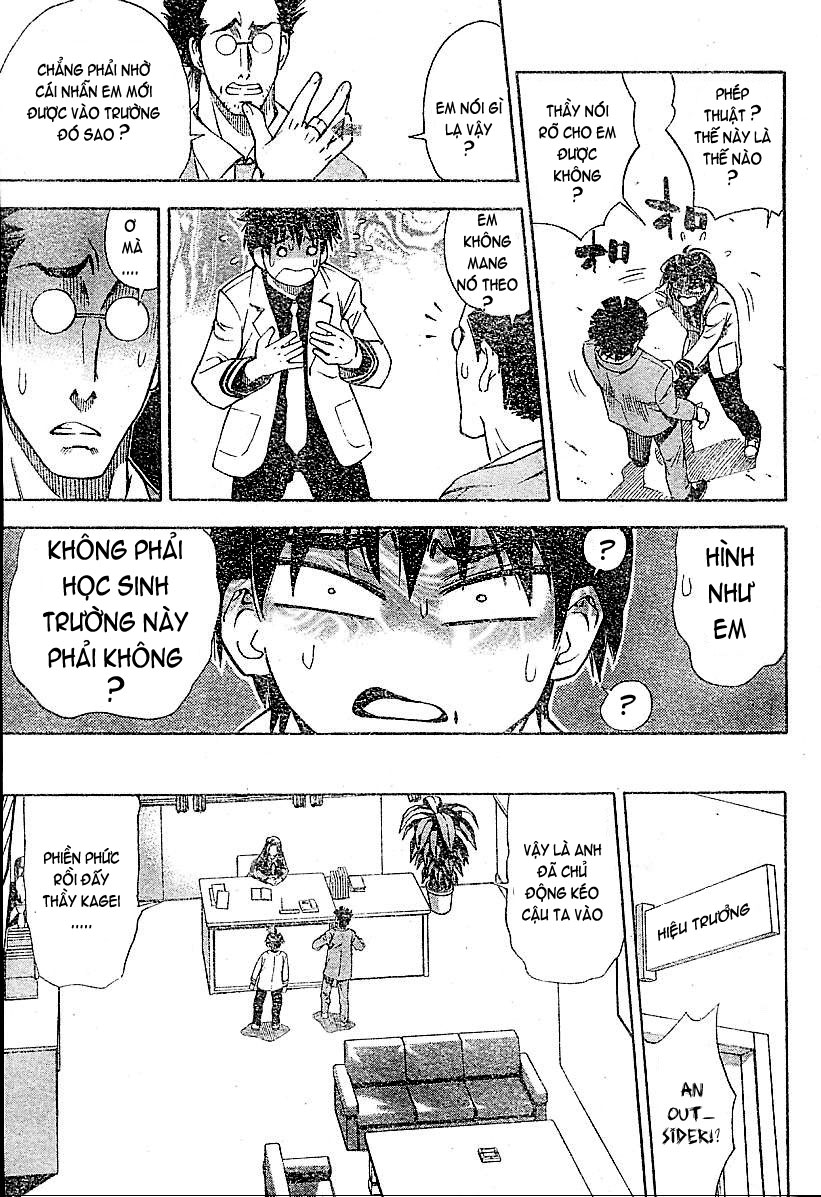 PHÉP
THUẬT?
THẾ NÀY LÀ
THẾ NÀO
?
THẦY NÓI
RÕ CHO EM
ĐƯỢC
KHÔNG
?
EM NÓI GÌ
LẠ VẬY
?
CHẲNG PHẢI NHỜ
CÁI NHẪN EM MỚI
ĐƯỢC VÀO TRƯỜNG
ĐÓ SAO ?
EM
KHÔNG
MANG
NÓ THEO
?
Ơ
MÀ
....
?
HÌNH
NHƯ
EM
?
KHÔNG PHẢI
HỌC SINH
TRƯỜNG NÀY
PHẢI KHÔNG
?
HIỆU TRƯỞNG
AN
OUT_
SIDER!?
VẬY LÀ ANH
ĐÃ CHỦ
ĐỘNG KÉO
CẬU TA VÀO
PHIỀN PHỨC
RỒI ĐẤY
THẦY KAGEI
.....